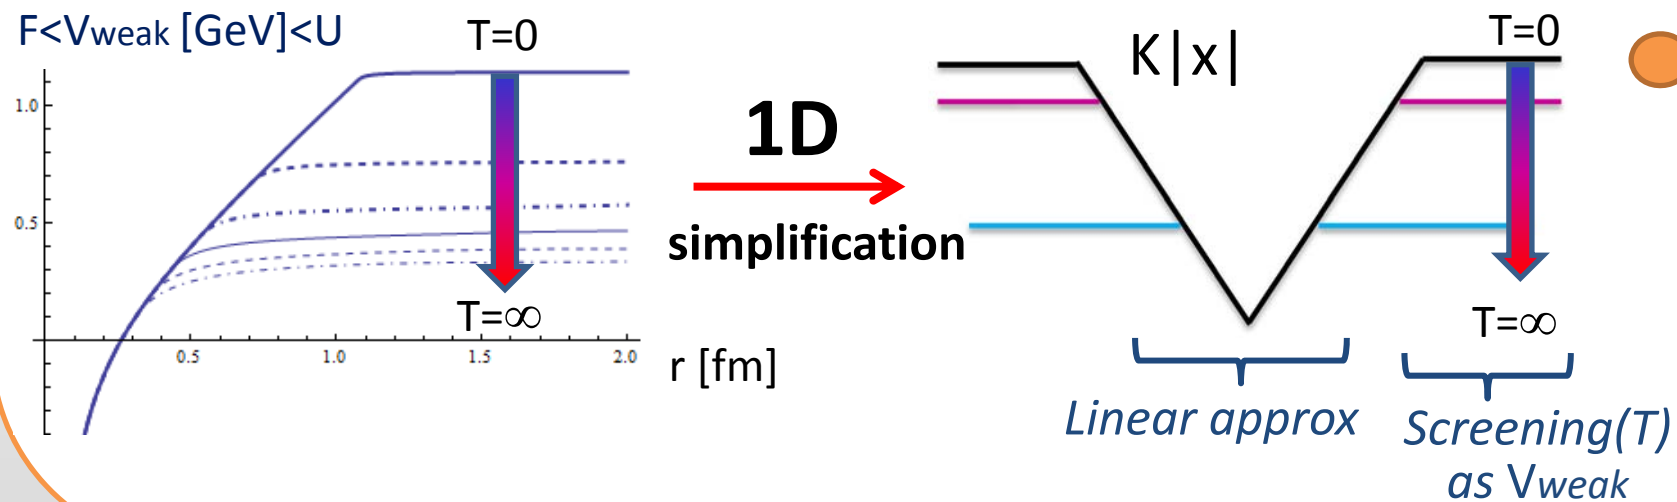 F<Vweak [GeV]<U
T=0
1.0
0.5
T=∞
0.5
1.0
1.5
2.0
r [fm]
1D
simplification
K|x|
T=0
T=∞
Linear approx
Screening(T)
as Vweak